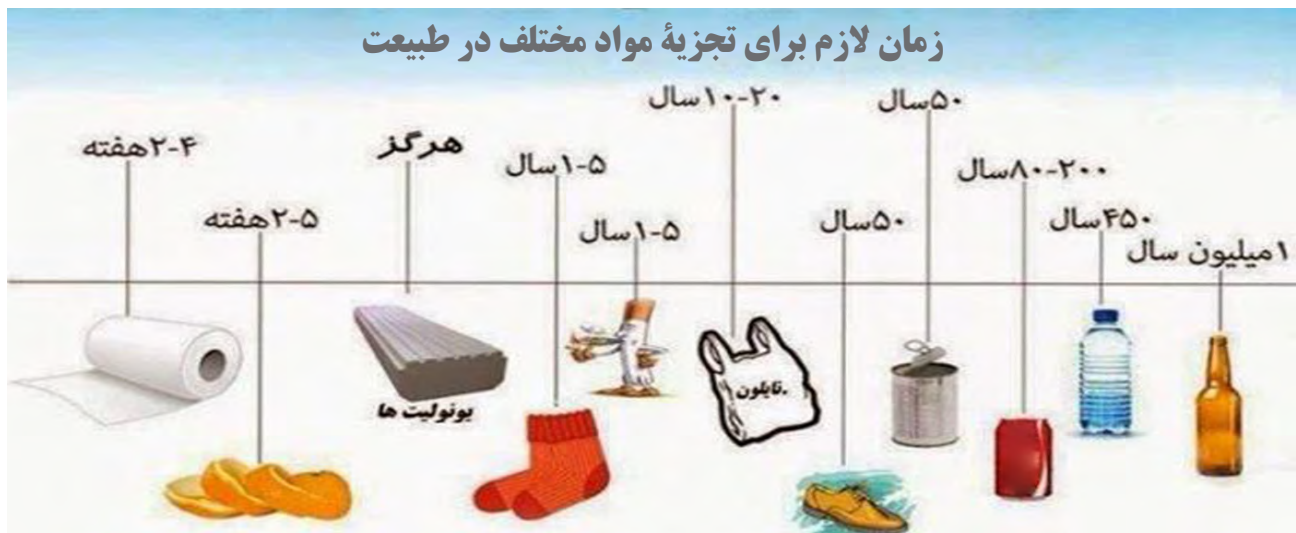 زمان لازم برای تجزیهٔ مواد مختلف در طبیعت
۱۰-۲۰سال
۵۰سال
۲-۴هفته
هرگز
۱-۵سال
۸۰-۲۰۰سال
۲-۵هفته
۱-۵سال
۵۰سال
۴۵۰سال
۱میلیون سال
یونولیت ها
نایلون.